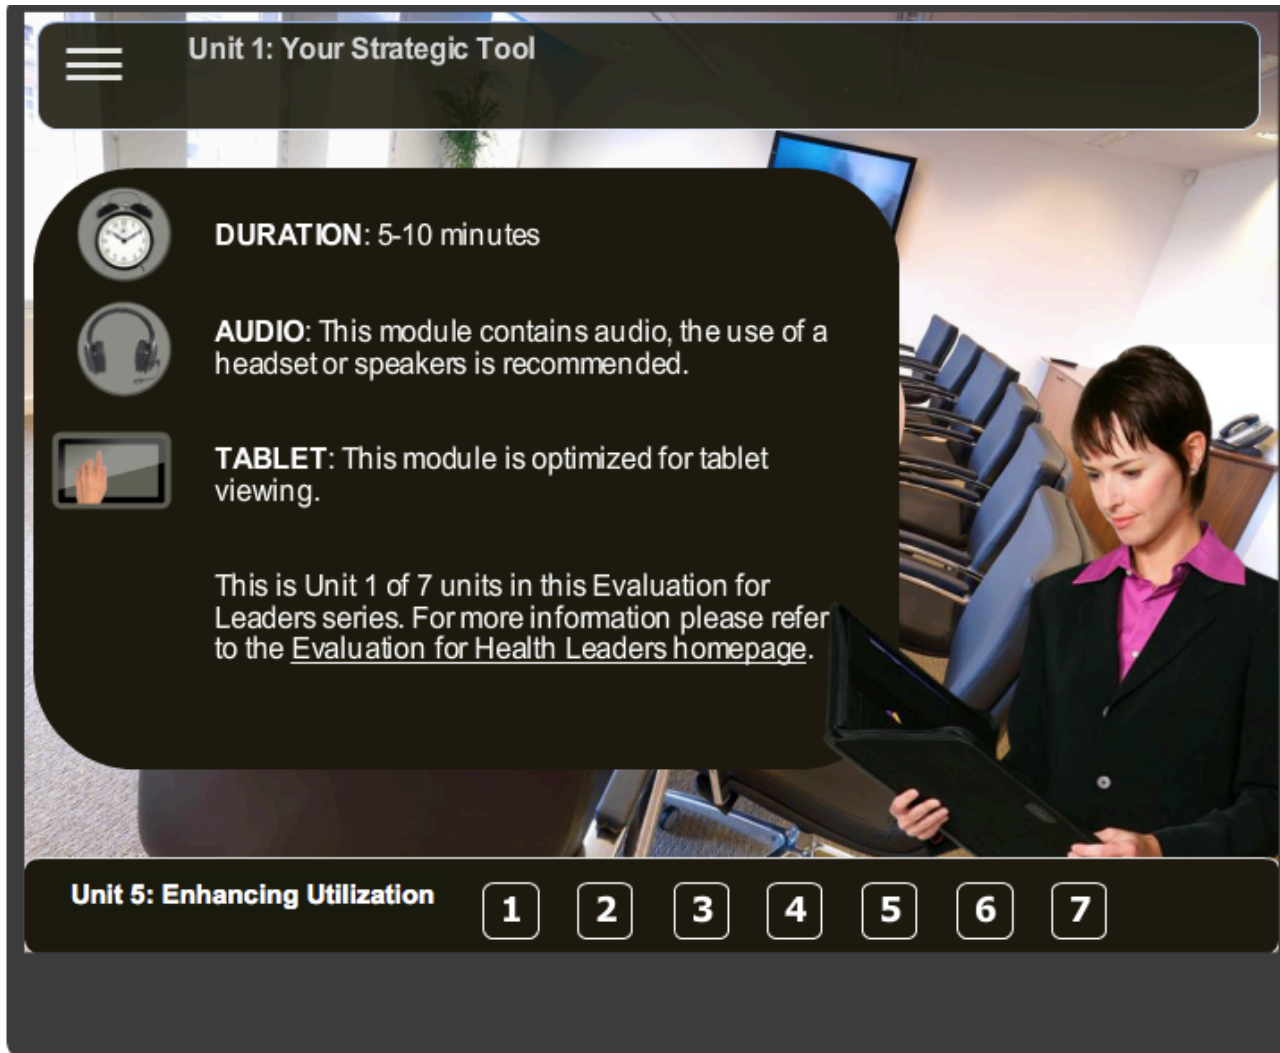 Unit 1: Your Strategic Tool
DURATION: 5-10 minutes
AUDIO: This module contains audio, the use of a
headset or speakers is recommended.
TABLET: This module is optimized for tablet
viewing.
This is Unit 1 of 7 units in this Evaluation for
Leaders series. For more information please refer
to the Evaluation for Health Leaders homepage.
Unit 5: Enhancing Utilization 1 2 3 4 5 6 7